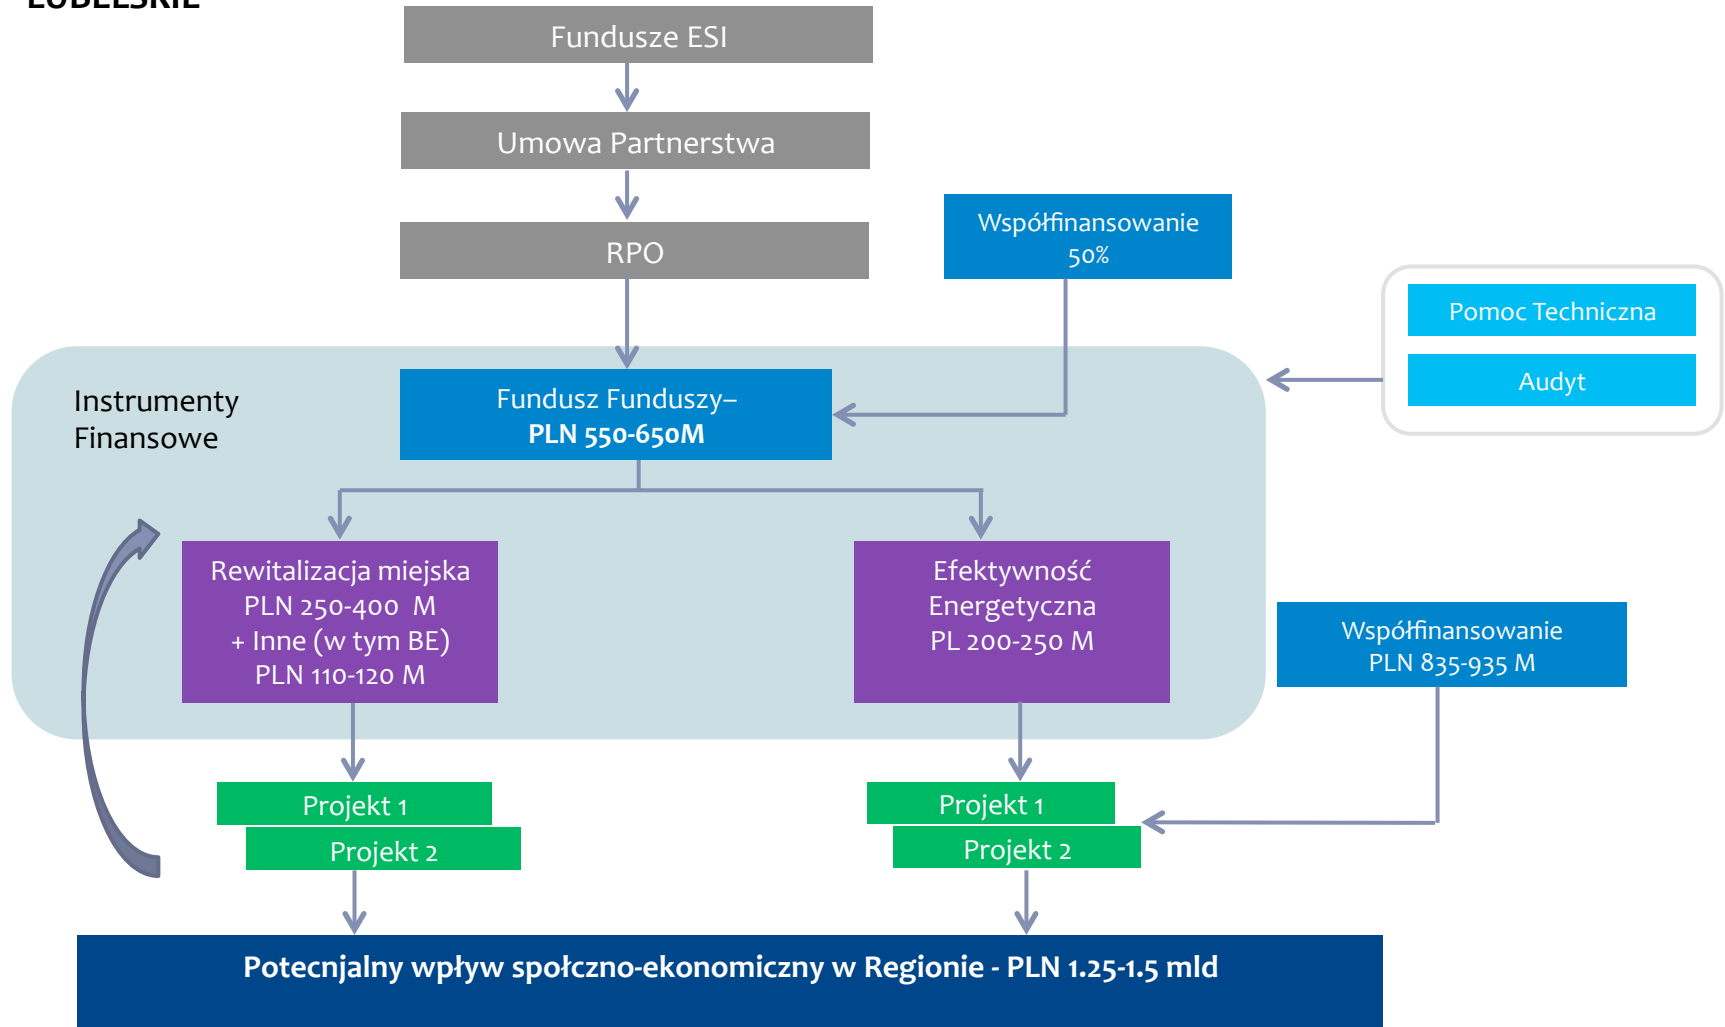 LUBELSKIE
Fundusze ESI
Umowa Partnerstwa
RPO
Współfinansowanie
50%
Pomoc Techniczna
Audyt
Instrumenty
Finansowe
Fundusz Funduszy–
PLN 550-650M
Rewitalizacja miejska
PLN 250-400 M
+ Inne (w tym BE)
PLN 110-120 M
Efektywność
Energetyczna
PL 200-250 M
Współfinansowanie
PLN 835-935 M
Projekt 1
Projekt 2
Projekt 1
Projekt 2
Potecnjalny wpływ społczno-ekonomiczny w Regionie - PLN 1.25-1.5 mld